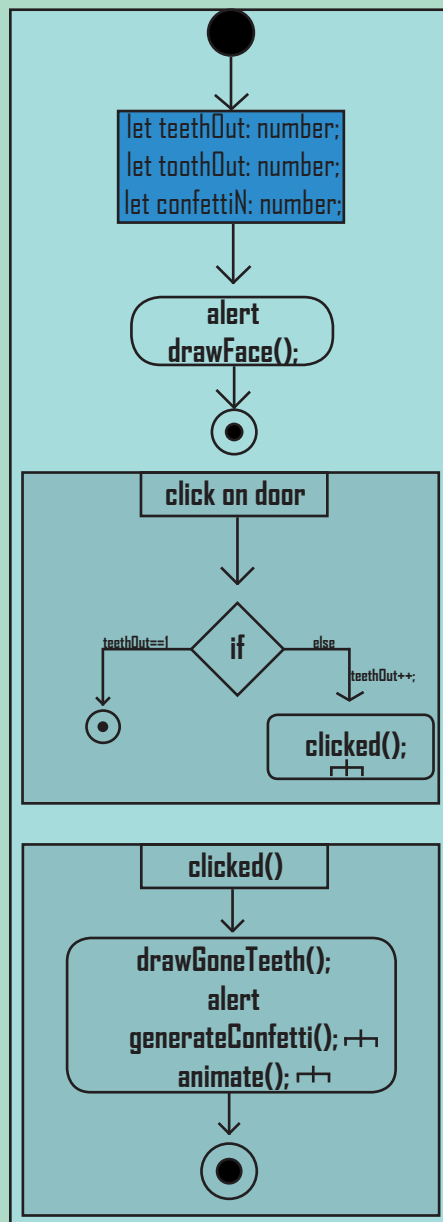 let teethOut: number;
let toothOut: number;
let confettiN: number;
alert
drawFace();
click on door
teethOut==1
if
else
teethOut++;
clicked();
clicked()
drawGoneTeeth();
alert
generateConfetti();
animate();